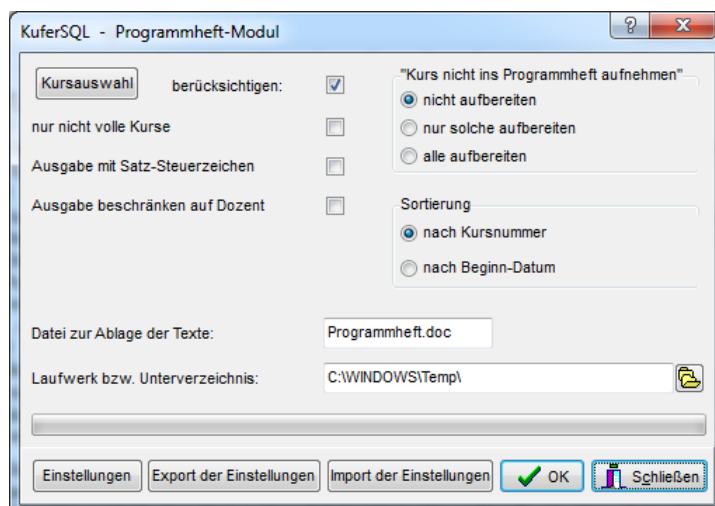 KuferSQL - Programmheft-Modul
Kursauswahl berücksichtigen:
nur nicht volle Kurse
Ausgabe mit Satz-Steuerzeichen
Ausgabe beschränken auf Dozent
"Kurs nicht ins Programmheft aufnehmen"
nicht aufbereiten
nur solche aufbereiten
alle aufbereiten
Sortierung
nach Kursnummer
nach Beginn-Datum
Datei zur Ablage der Texte: Programmheft.doc
Laufwerk bzw. Unterverzeichnis: C:\WINDOWS\Temp\
Einstellungen Export der Einstellungen Import der Einstellungen OK Schließen